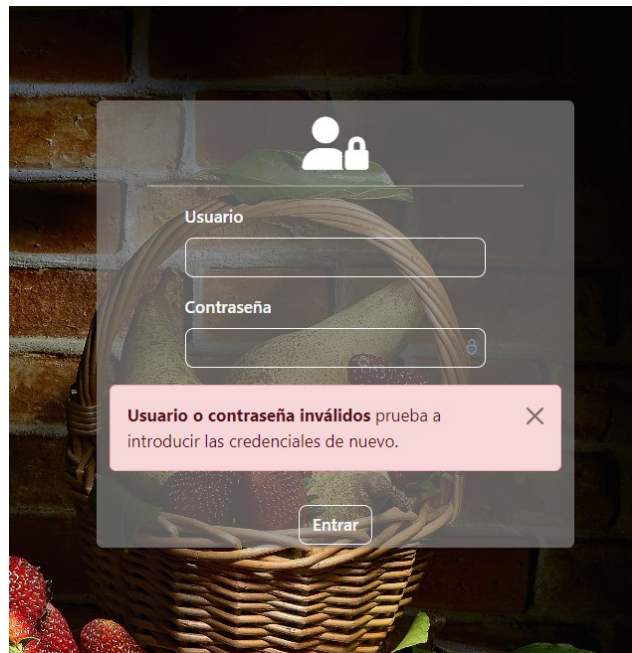 Usuario
Contraseña
Usuario o contraseña inválidos prueba a
introducir las credenciales de nuevo.
Entrar